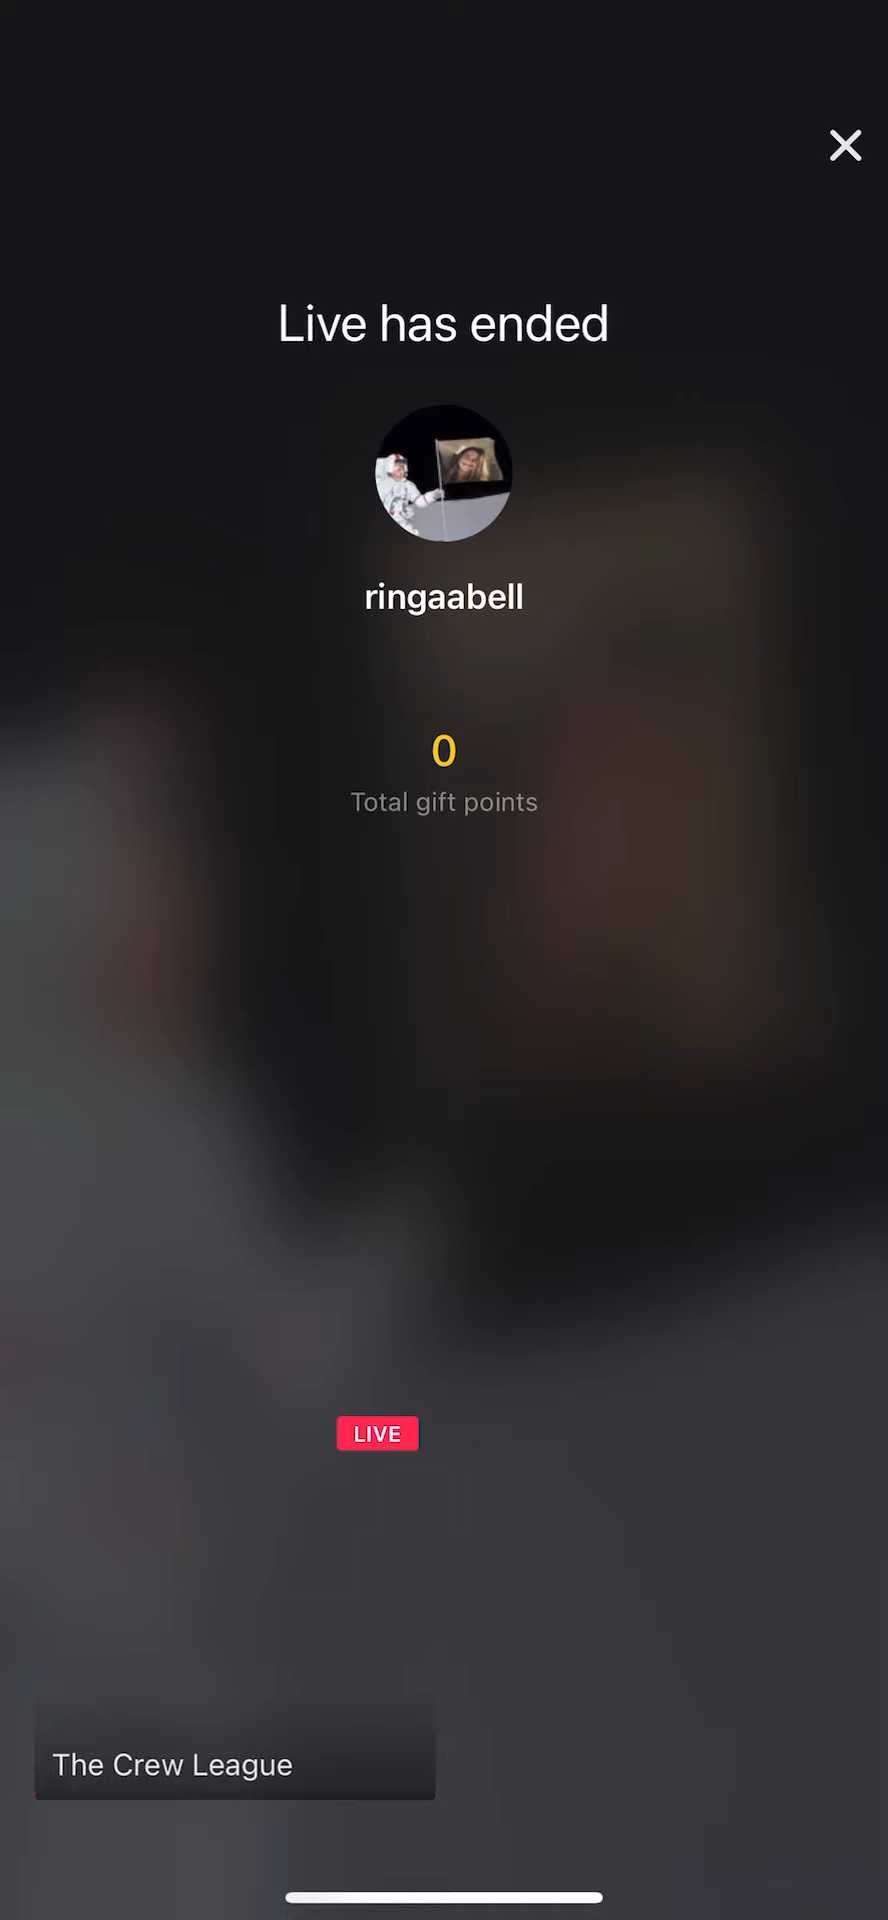 Live has ended
ringaabell
0
Total gift points
LIVE
The Crew League